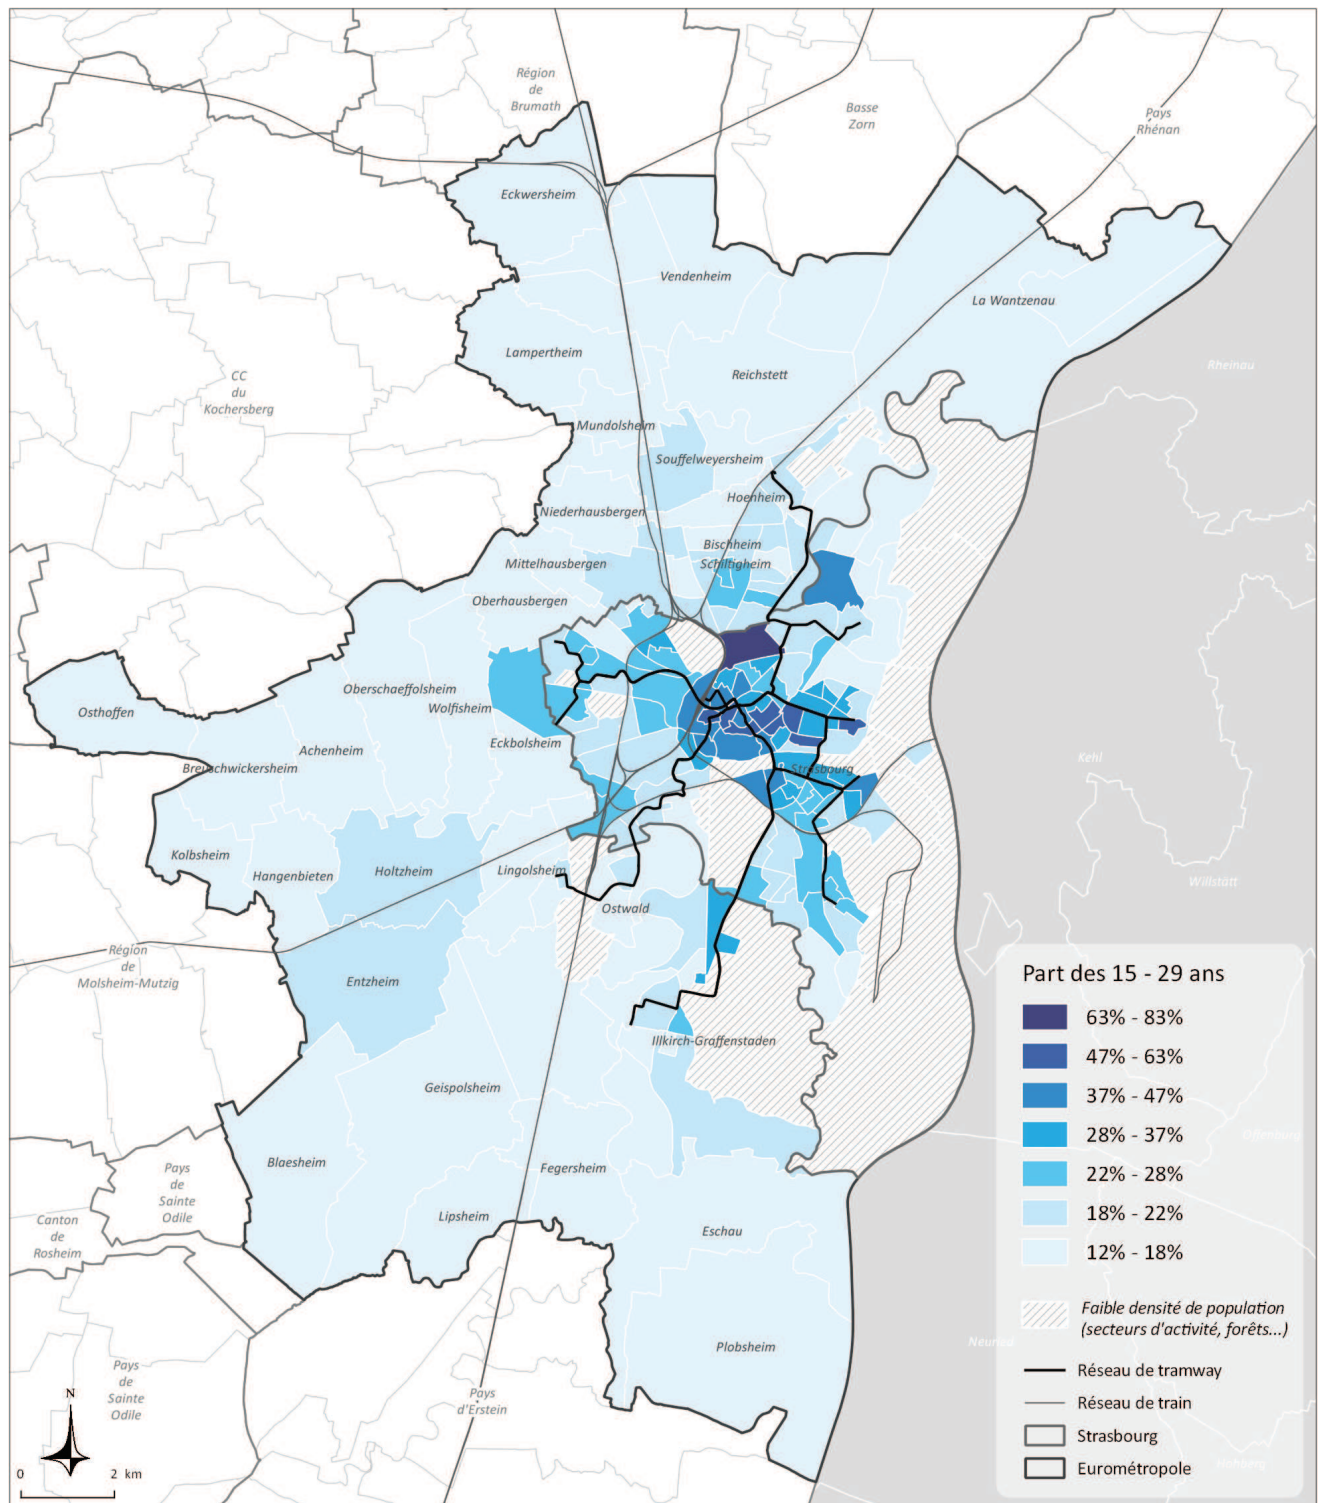 Région
de
Brumath
Basse
Zorn
Pays
Rhénan
Eckwersheim
Vendenheim
La Wantzenau
Lampertheim
Reichstett
Rheinau
CC
du
Kochersberg
Mundolsheim
Souffelweyersheim
Hoenheim
Niederhausbergen
Bischheim
Schiltigheim
Mittelhausbergen
Oberhausbergen
Oberschaeffolsheim
Wolfisheim
Osthoffen
Achenheim
Eckbolsheim
Breuschwickersheim
Strasbourg
Kehl
Kolbsheim
Hangenbieten
Holtzheim
Lingolsheim
Willstätt
Ostwald
Région
de
Molsheim-Mutzig
Entzheim
Illkirch-Graffenstaden
Geispolsheim
Blaesheim
Fegersheim
Pays
de
Sainte
Odile
Canton
de
Rosheim
Lipsheim
Eschau
Plobsheim
Pays
de
Sainte
Odile
Pays
d'Erstein
Offenburg
Neuried
Hohberg
Part des 15 - 29 ans
63% - 83%
47% - 63%
37% - 47%
28% - 37%
22% - 28%
18% - 22%
12% - 18%
Faible densité de population
(secteurs d'activité, forêts...)
Réseau de tramway
Réseau de train
Strasbourg
Eurométropole
N
0 2 km